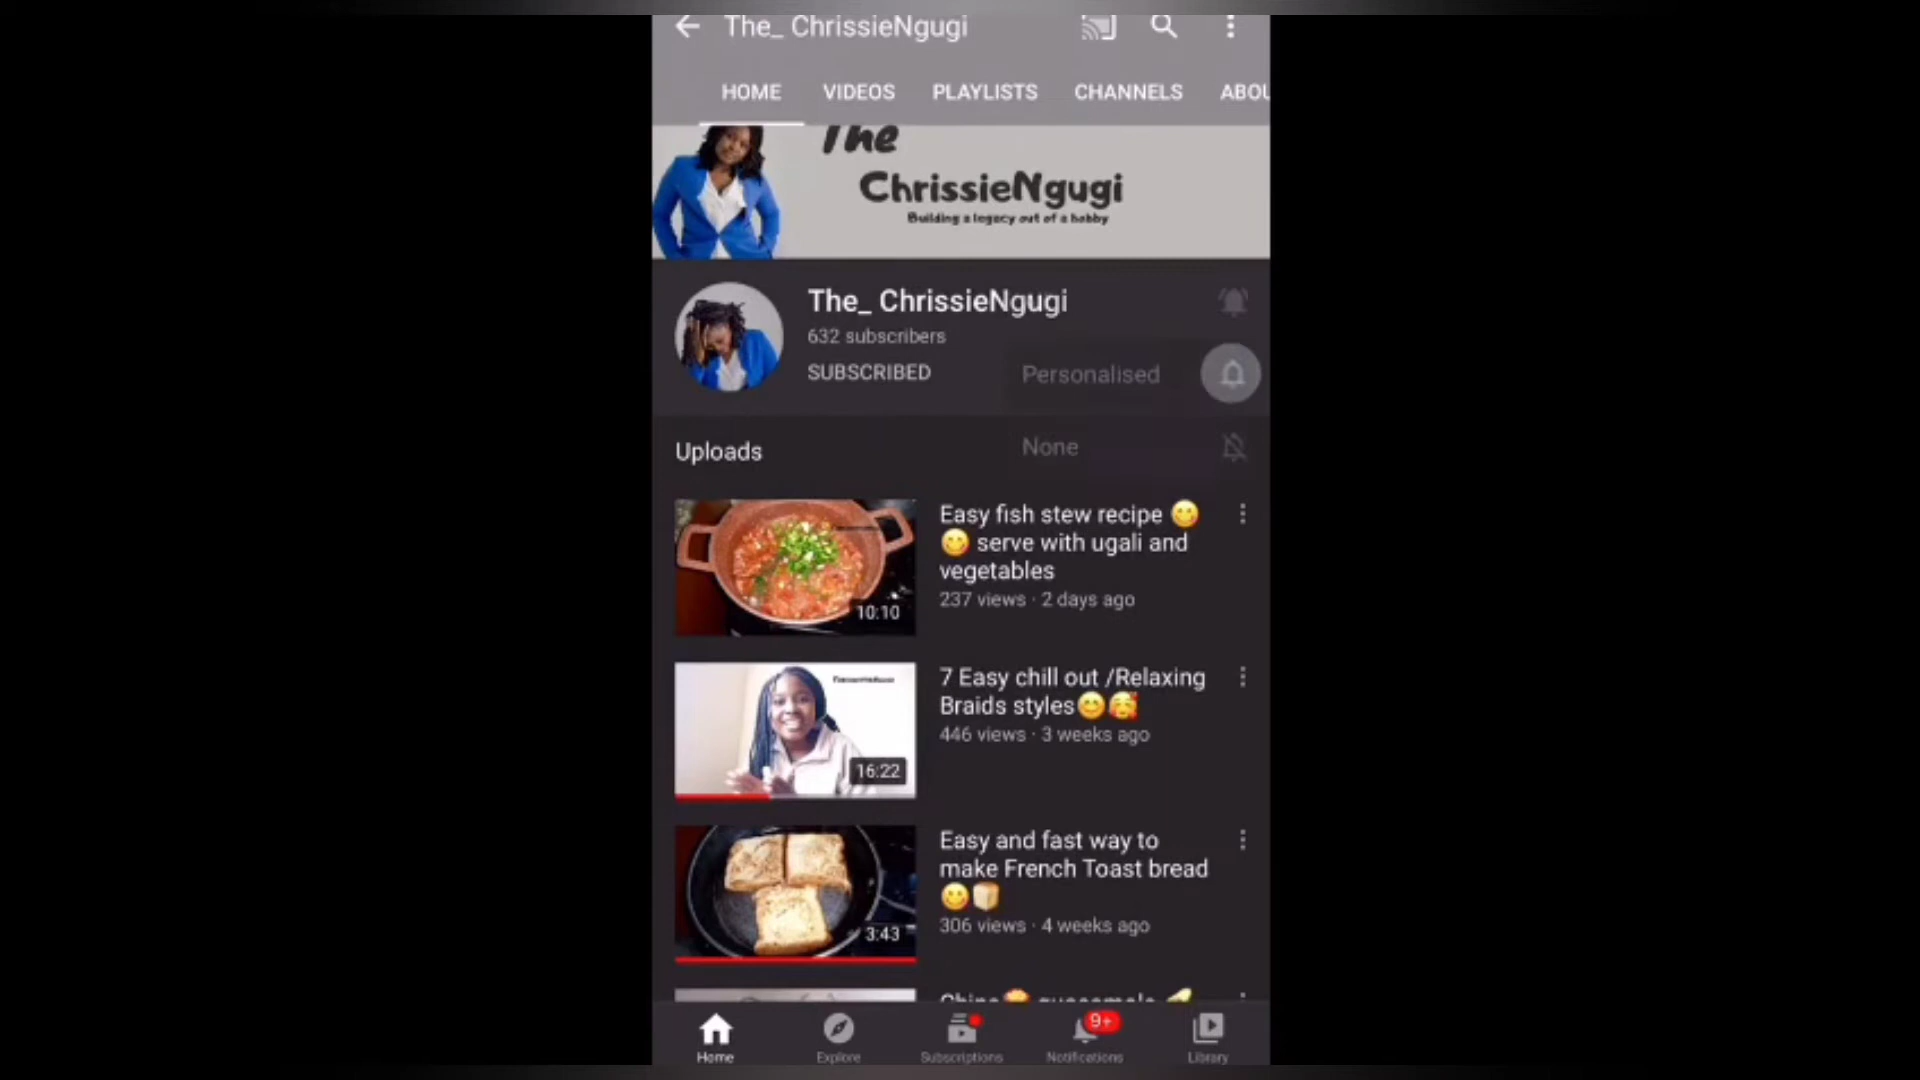 The_ ChrissieNgugi
HOME VIDEOS PLAYLISTS CHANNELS ABOU
The
ChrissieNgugi
Building a legacy out of a hobby
The_ ChrissieNgugi
632 subscribers
SUBSCRIBED
Personalised
Uploads
None
Easy fish stew recipe 😋
😋 serve with ugali and
vegetables
237 views · 2 days ago
10:10
7 Easy chill out /Relaxing
Braids styles😊🥰
446 views · 3 weeks ago
16:22
Easy and fast way to
make French Toast bread
😋🍞
306 views · 4 weeks ago
3:43
9+
Home Explore Subscriptions Notifications Library